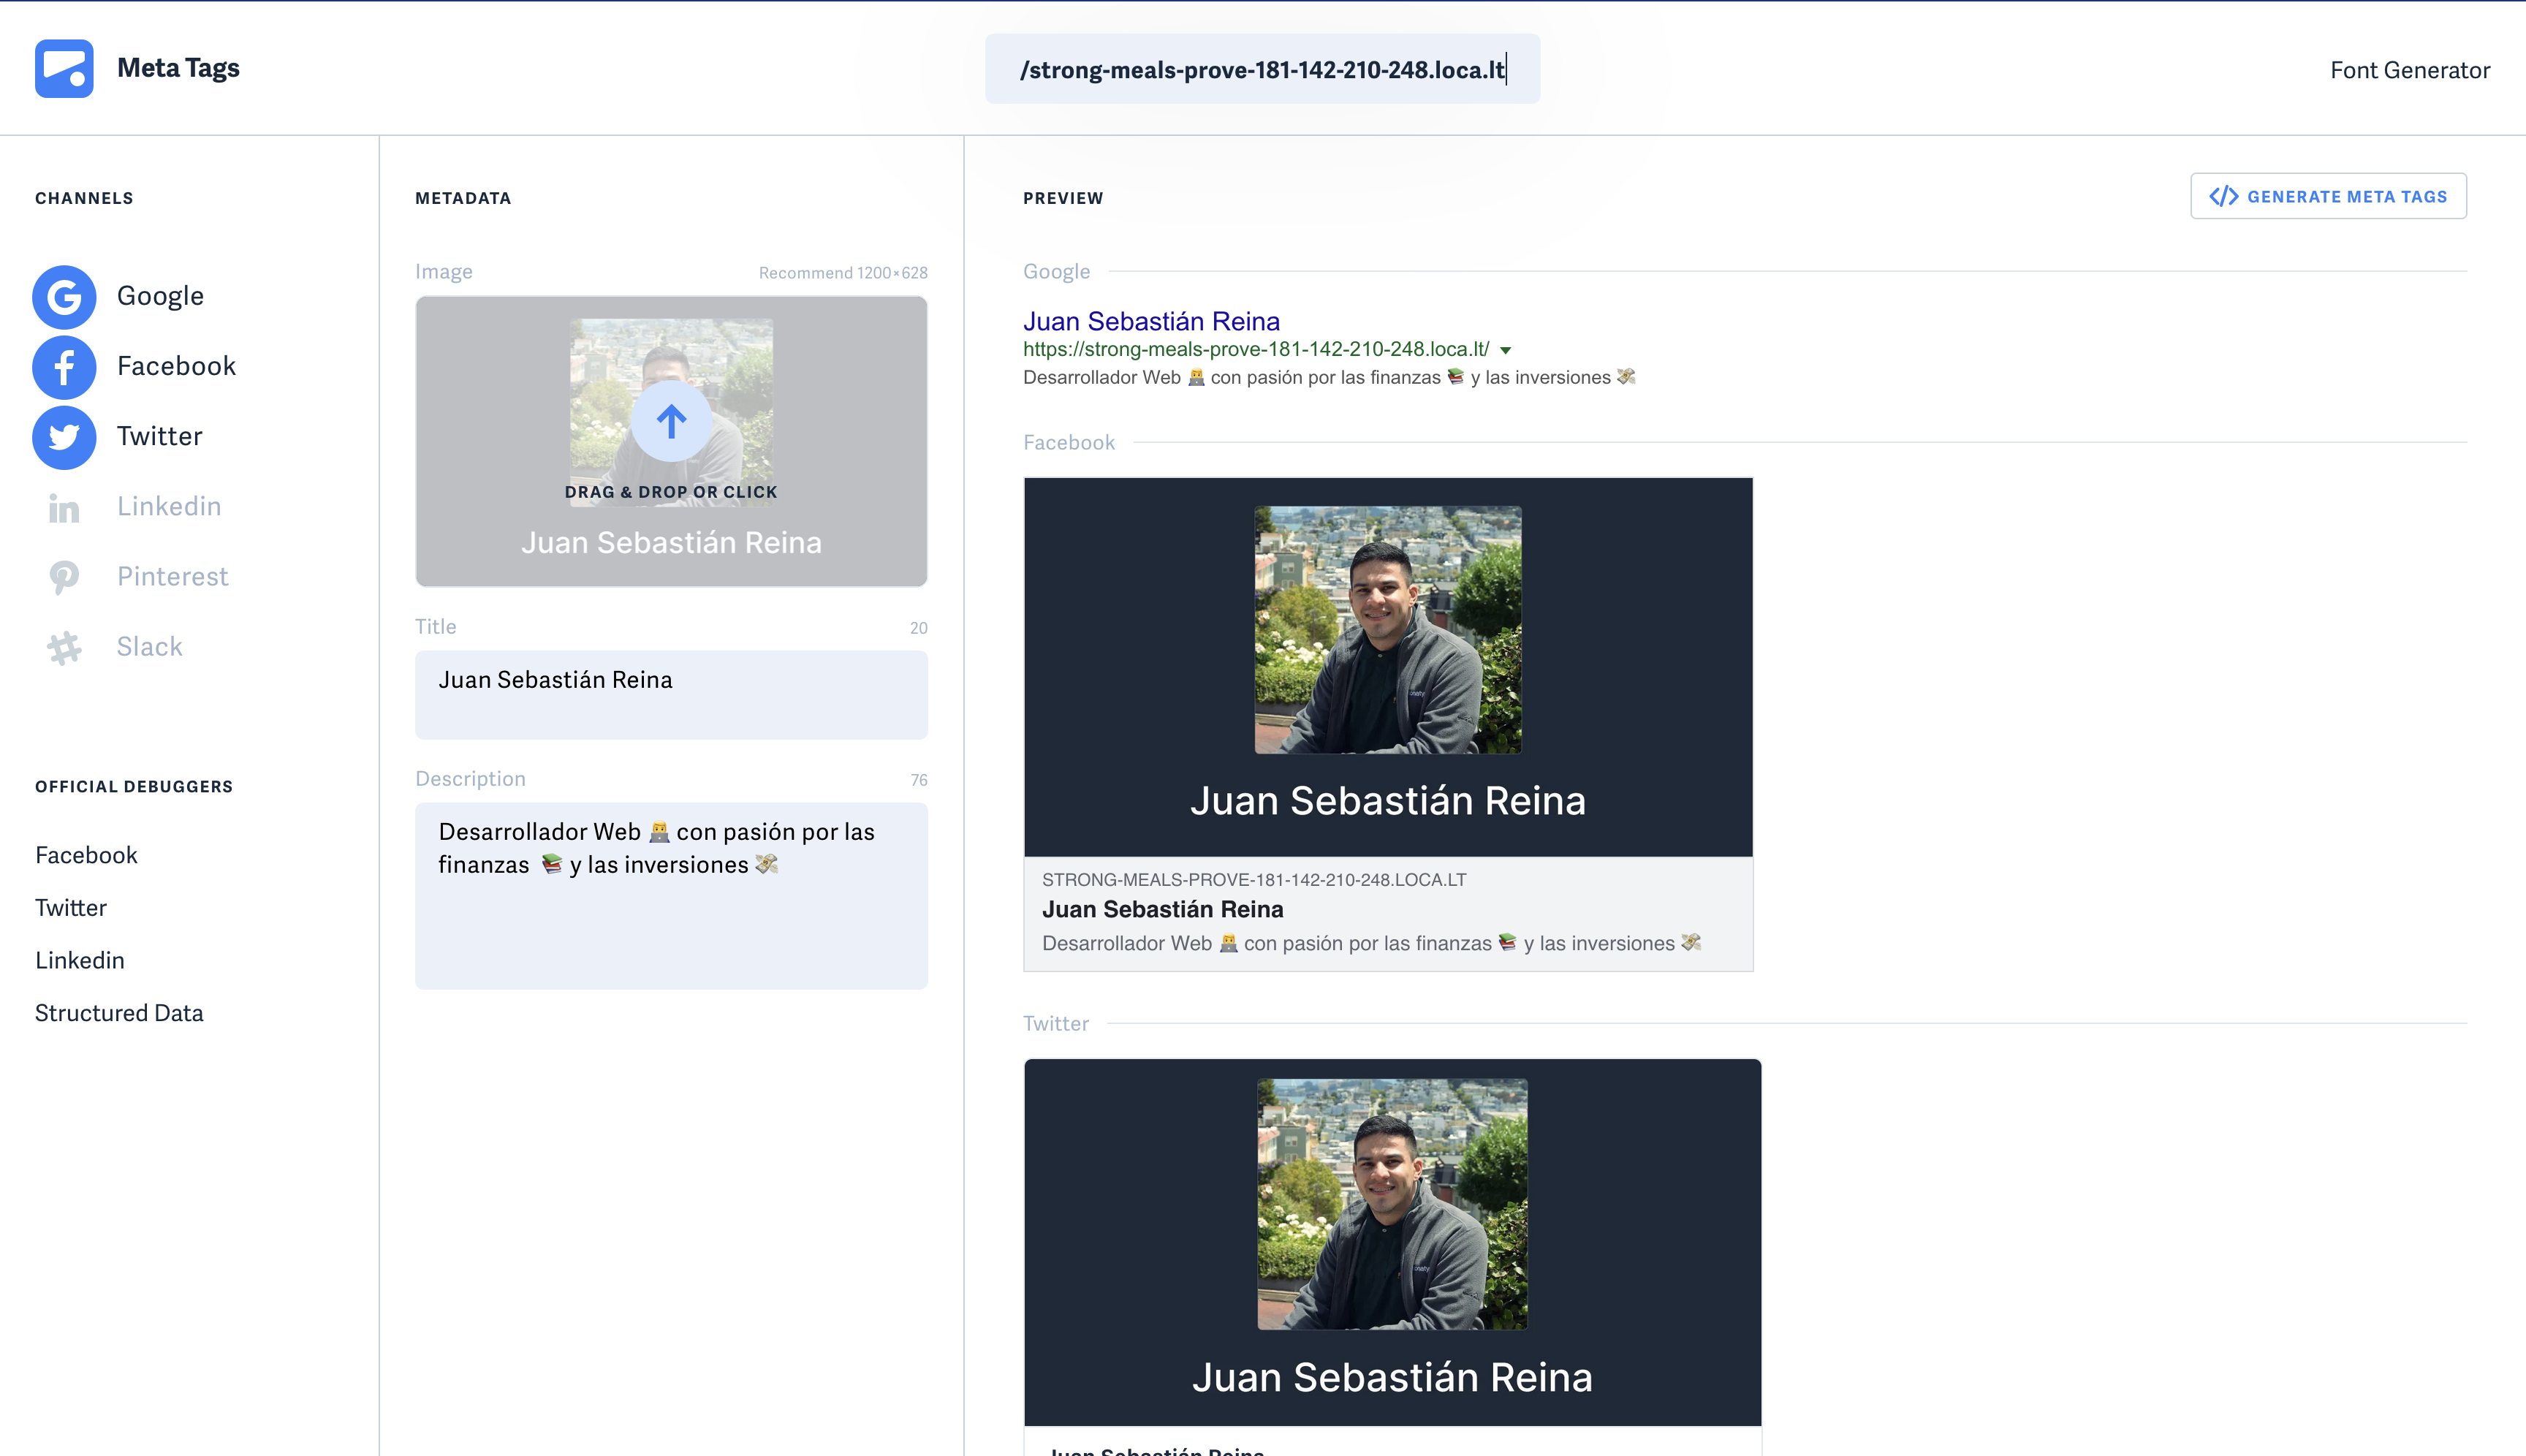 Meta Tags
/strong-meals-prove-181-142-210-248.loca.lt
Font Generator
CHANNELS
Google
Facebook
Twitter
Linkedin
Pinterest
Slack
OFFICIAL DEBUGGERS
Facebook
Twitter
Linkedin
Structured Data
METADATA
Image
Recommend 1200×628
DRAG & DROP OR CLICK
Juan Sebastián Reina
Title
20
Juan Sebastián Reina
Description
76
Desarrollador Web 👨‍💻 con pasión por las
finanzas 📚 y las inversiones 💸
PREVIEW
</> GENERATE META TAGS
Google
Juan Sebastián Reina
https://strong-meals-prove-181-142-210-248.loca.lt/
Desarrollador Web 👨‍💻 con pasión por las finanzas 📚 y las inversiones 💸
Facebook
Juan Sebastián Reina
STRONG-MEALS-PROVE-181-142-210-248.LOCA.LT
Juan Sebastián Reina
Desarrollador Web 👨‍💻 con pasión por las finanzas 📚 y las inversiones 💸
Twitter
Juan Sebastián Reina
Juan Sebastián Reina